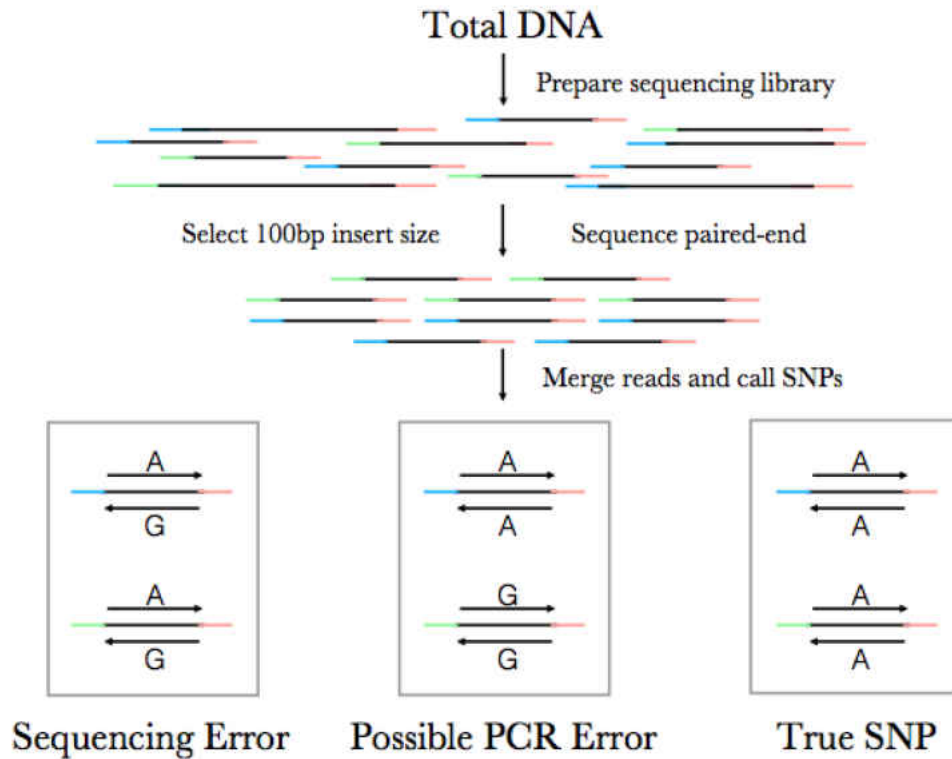 Total DNA
Prepare sequencing library
Select 100bp insert size
Sequence paired-end
Merge reads and call SNPs
A
G
A
G
Sequencing Error
A
A
G
G
Possible PCR Error
A
A
A
A
True SNP